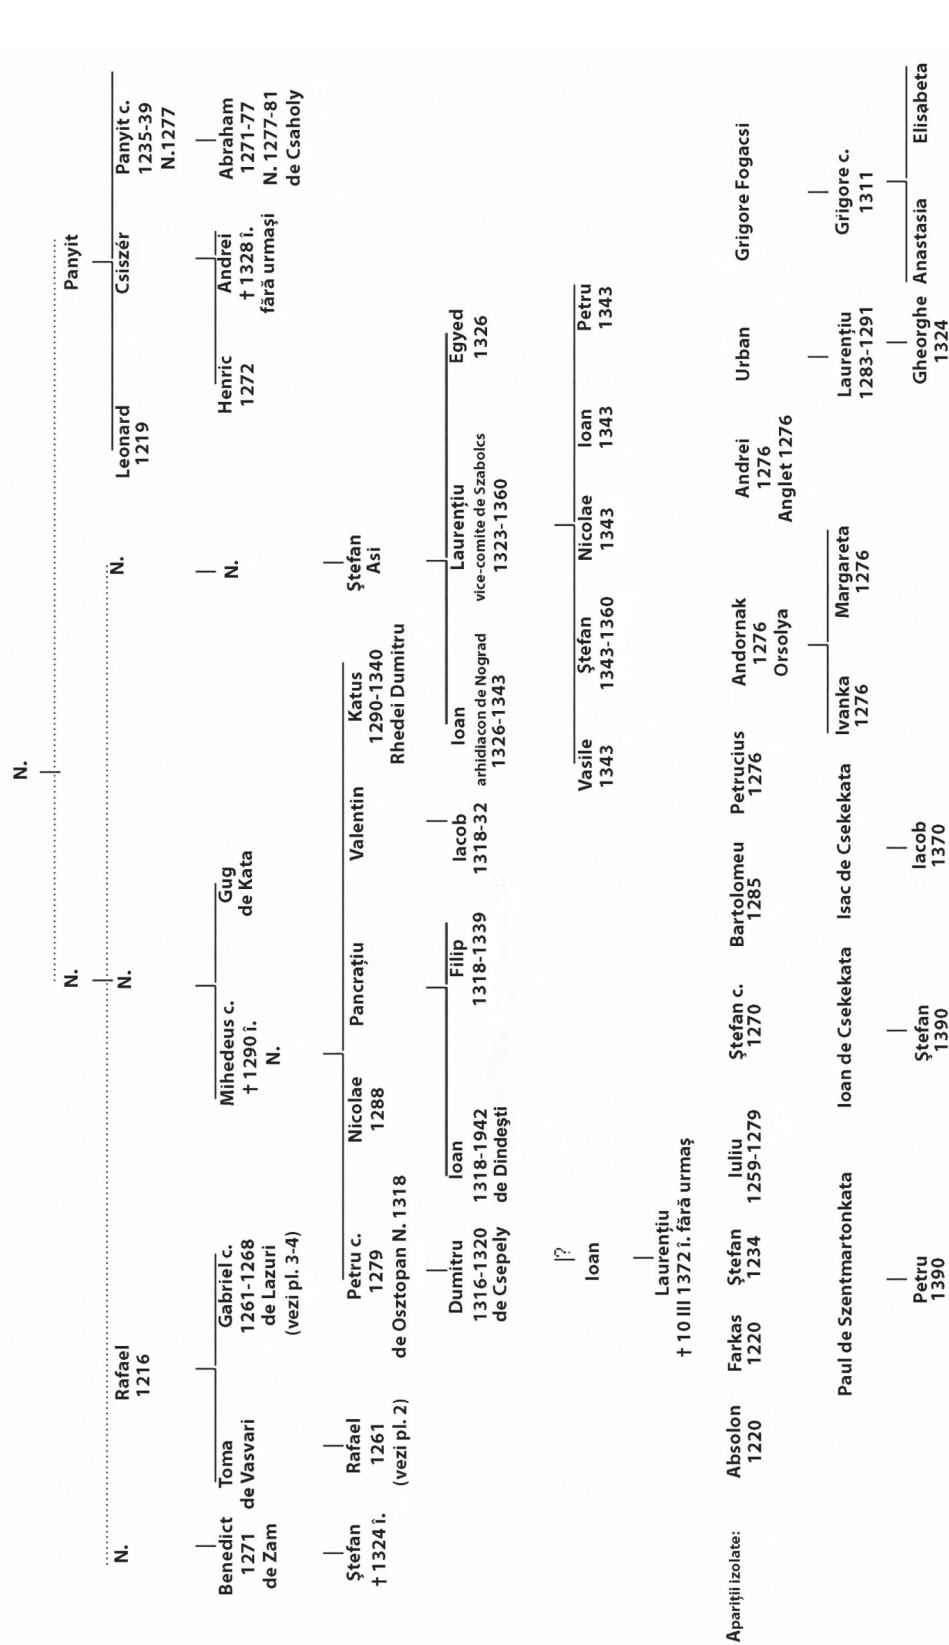 N.
N.
Panyit
N.
Rafael
1216
N.
N.
Leonard
1219
Csiszér
Panyit c.
1235-39
N.1277
Benedict
1271
de Zam
Toma
de Vasvari
Gabriel c.
1261-1268
de Lazuri
(vezi pl. 3-4)
Mihedeus c.
† 1290 î.
N.
Gug
de Kata
N.
Henric
1272
Andrei
† 1328 î.
fără urmași
Abraham
1271-77
N. 1277-81
de Csaholy
Ştefan
† 1324 î.
Rafael
1261
(vezi pl. 2)
Petru c.
1279
de Osztopan N. 1318
Nicolae
1288
Pancrațiu
Valentin
Katus
1290-1340
Rhedei Dumitru
Ştefan
Asi
Dumitru
1316-1320
de Csepely
Ioan
1318-1942
de Dindești
Filip
1318-1339
Iacob
1318-32
Ioan
arhidiacon de Nograd
1326-1343
Laurențiu
vice-comite de Szabolcs
1323-1360
Egyed
1326
|?
Ioan
Vasile
1343
Ştefan
1343-1360
Nicolae
1343
Ioan
1343
Petru
1343
Laurențiu
† 10 III 1372 î. fără urmaș
Apariții izolate:
Absolon
1220
Farkas
1220
Ştefan
1234
Iuliu
1259-1279
Ştefan c.
1270
Bartolomeu
1285
Petrucius
1276
Andornak
1276
Orsolya
Andrei
1276
Anglet 1276
Urban
Grigore Fogacsi
Paul de Szentmartonkata
Ioan de Csekekata
Isac de Csekekata
Ivanka
1276
Margareta
1276
Laurențiu
1283-1291
Grigore c.
1311
Petru
1390
Ştefan
1390
Iacob
1370
Gheorghe
1324
Anastasia
Elisabeta